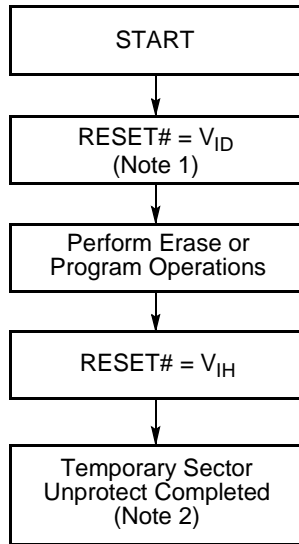 START
RESET# = VID
(Note 1)
Perform Erase or
Program Operations
RESET# = VIH
Temporary Sector
Unprotect Completed
(Note 2)